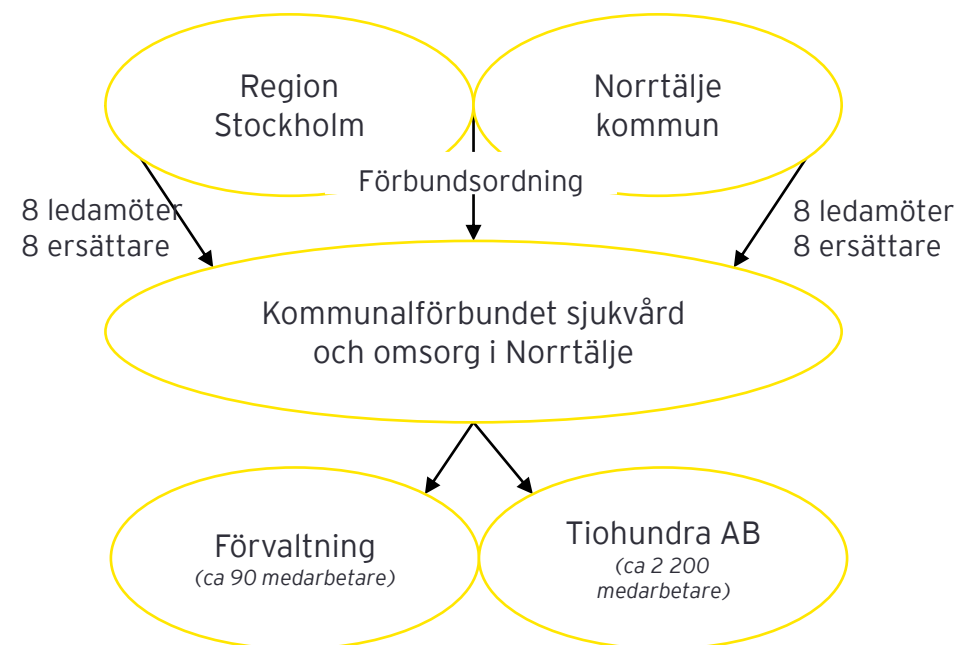 Region
Stockholm
Norrtälje
kommun
Förbundsordning
8 ledamöter
8 ersättare
8 ledamöter
8 ersättare
Kommunalförbundet sjukvård
och omsorg i Norrtälje
Förvaltning
(ca 90 medarbetare)
Tiohundra AB
(ca 2 200
medarbetare)